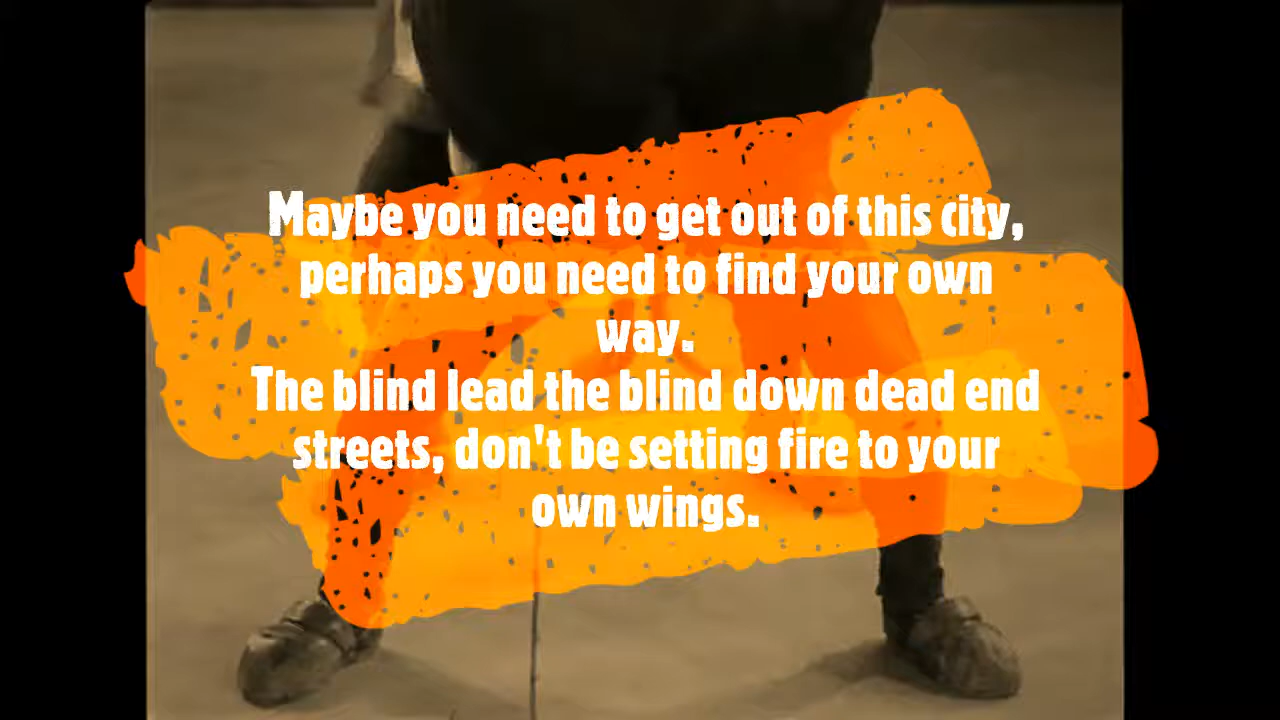 Maybe you need to get out of this city,
perhaps you need to find your own
way.
The blind lead the blind down dead end
streets, don't be setting fire to your
own wings.